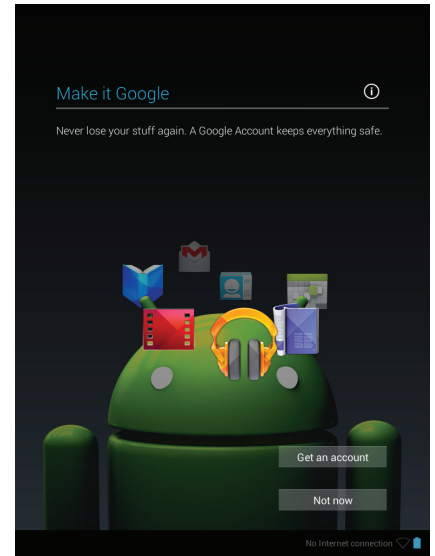 Make it Google
Never lose your stuff again. A Google Account keeps everything safe.
Get an account
Not now
No Internet connection